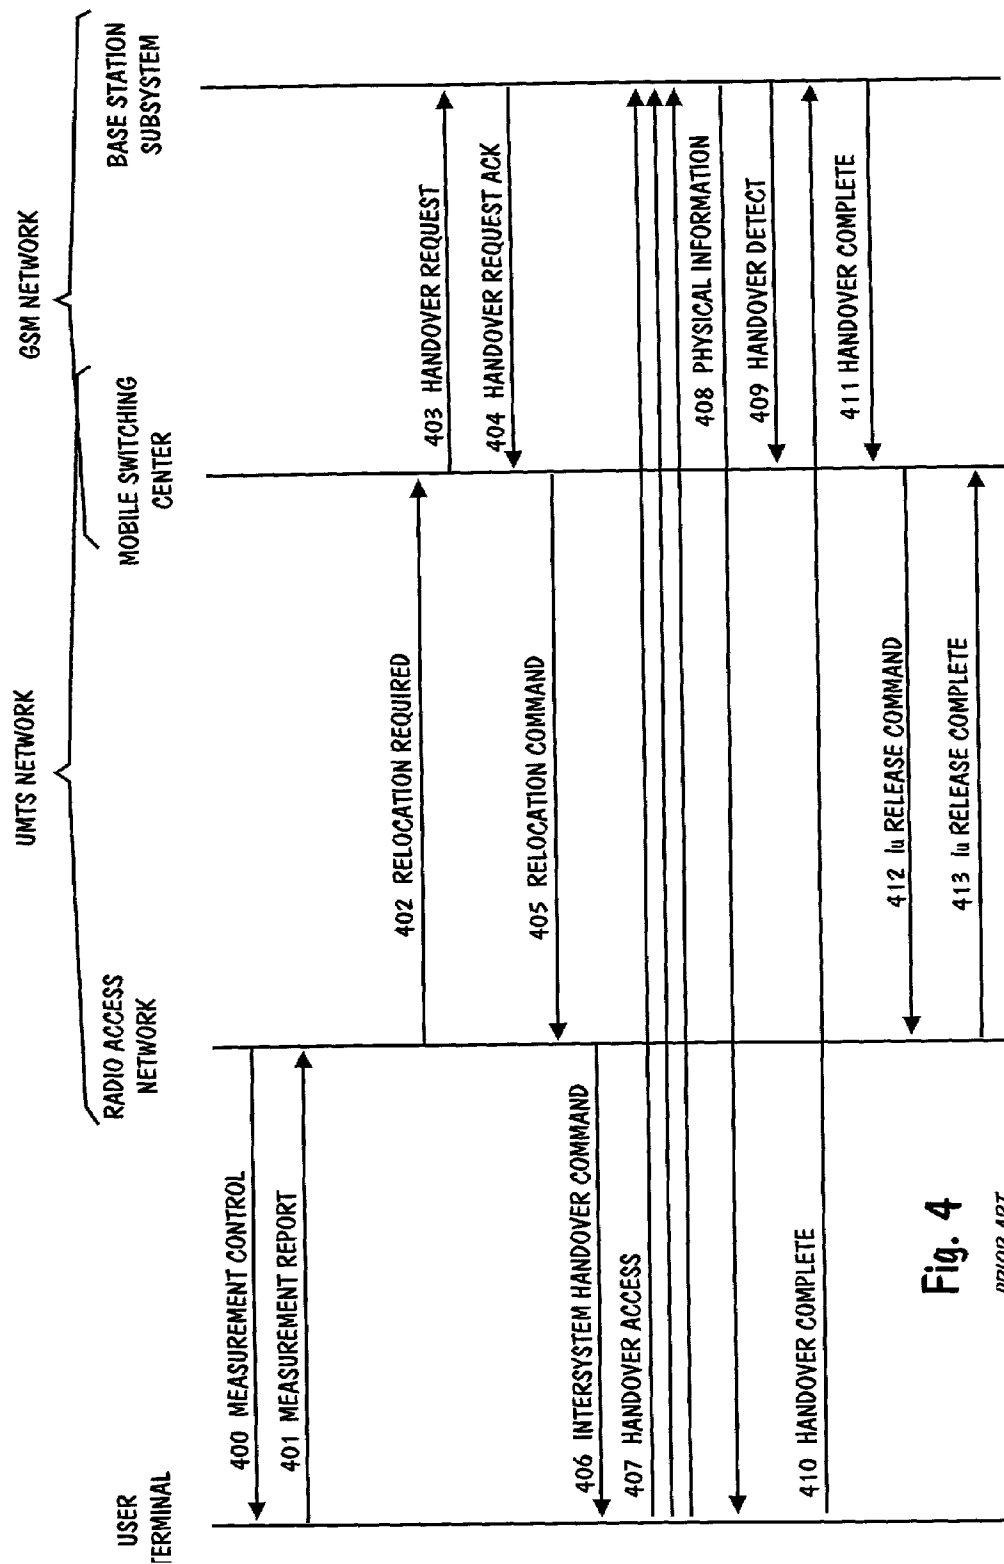 UMTS NETWORK
GSM NETWORK
USER
TERMINAL
RADIO ACCESS
NETWORK
MOBILE SWITCHING
CENTER
BASE STATION
SUBSYSTEM
400 MEASUREMENT CONTROL
401 MEASUREMENT REPORT
402 RELOCATION REQUIRED
403 HANDOVER REQUEST
404 HANDOVER REQUEST ACK
405 RELOCATION COMMAND
406 INTERSYSTEM HANDOVER COMMAND
407 HANDOVER ACCESS
408 PHYSICAL INFORMATION
409 HANDOVER DETECT
410 HANDOVER COMPLETE
411 HANDOVER COMPLETE
412 Iu RELEASE COMMAND
413 Iu RELEASE COMPLETE
Fig. 4
PRIOR ART